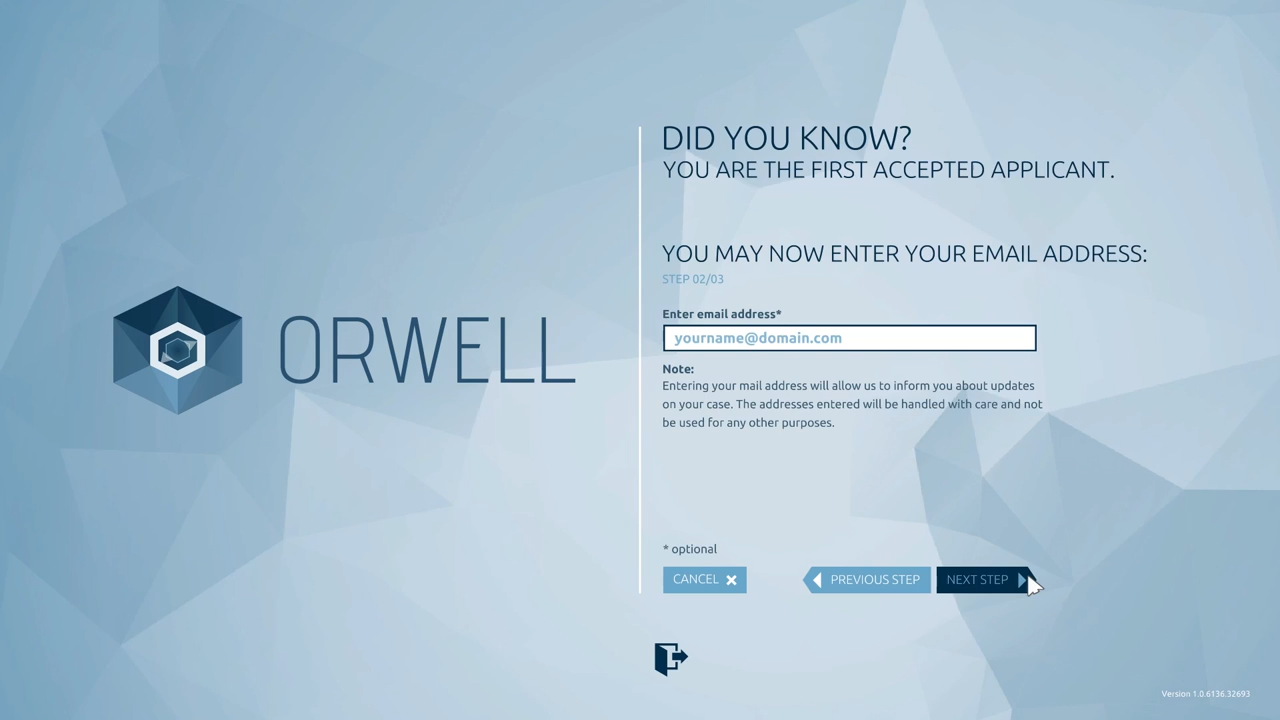 ORWELL
DID YOU KNOW?
YOU ARE THE FIRST ACCEPTED APPLICANT.
YOU MAY NOW ENTER YOUR EMAIL ADDRESS:
STEP 02/03
Enter email address*
yourname@domain.com
Note:
Entering your mail address will allow us to inform you about updates
on your case. The addresses entered will be handled with care and not
be used for any other purposes.
* optional
CANCEL
PREVIOUS STEP
NEXT STEP
Version 1.0.6136.32693